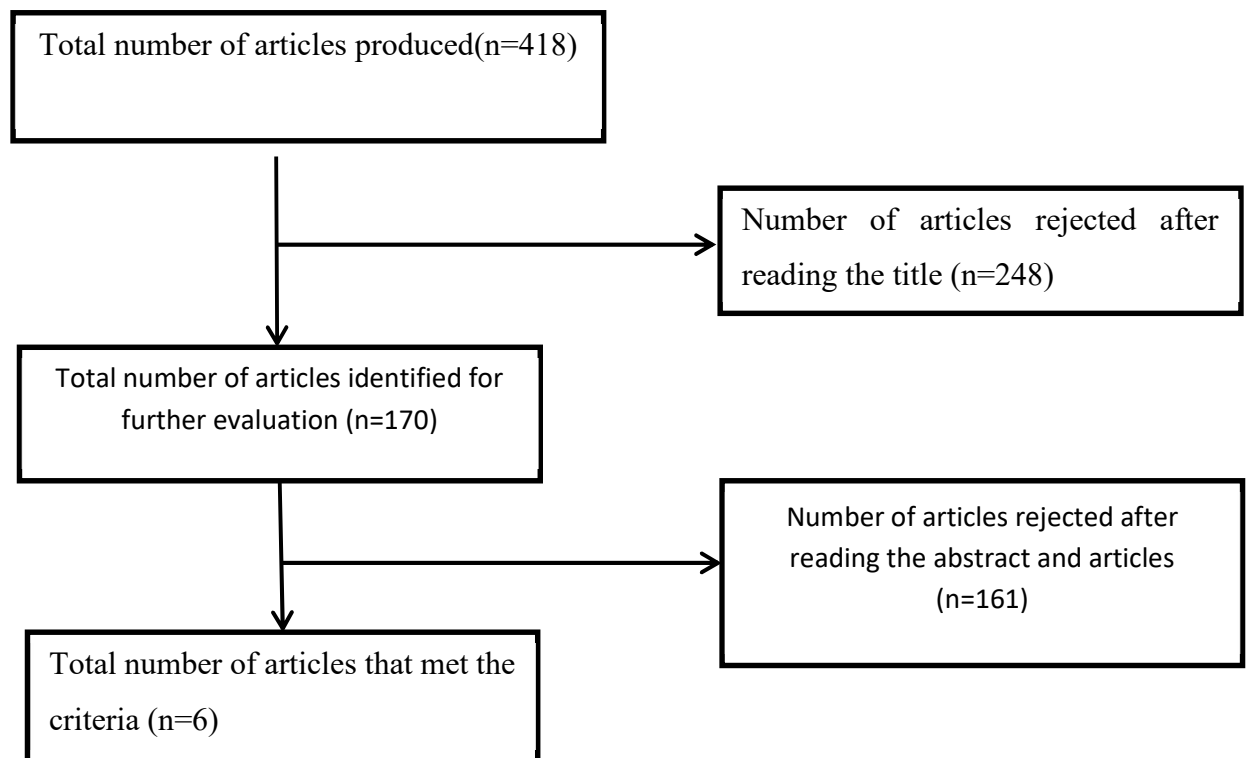 Total number of articles produced(n=418)
Number of articles rejected after
reading the title (n=248)
Total number of articles identified for
further evaluation (n=170)
Number of articles rejected after
reading the abstract and articles
(n=161)
Total number of articles that met the
criteria (n=6)